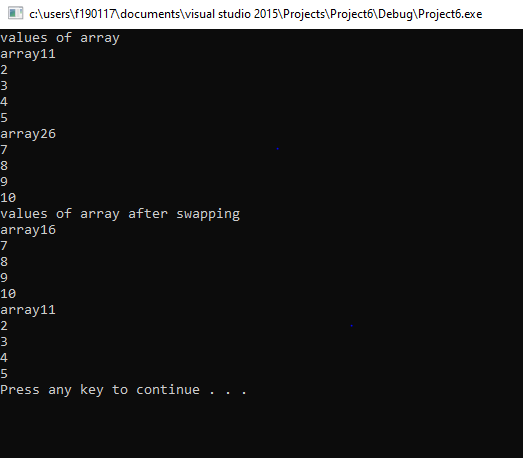 c:\users\f190117\documents\visual studio 2015\Projects\Project6\Debug\Project6.exe
values of array
array11
2
3
4
5
array26
7
8
9
10
values of array after swapping
array16
7
8
9
10
array11
2
3
4
5
Press any key to continue . . .